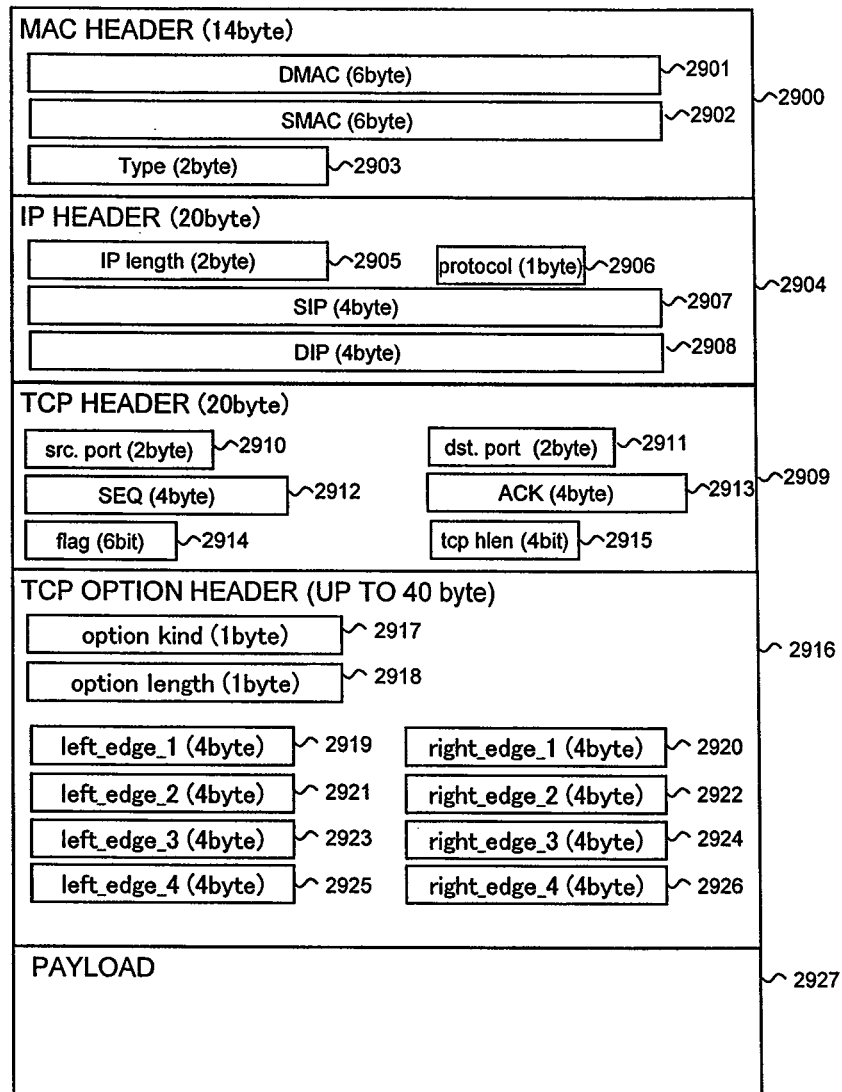 MAC HEADER (14byte)
DMAC (6byte) 2901
2900
SMAC (6byte) 2902
Type (2byte) 2903
IP HEADER (20byte)
IP length (2byte) 2905 protocol (1byte) 2906
2904
SIP (4byte) 2907
DIP (4byte) 2908
TCP HEADER (20byte)
src. port (2byte) 2910 dst. port (2byte) 2911
2909
SEQ (4byte) 2912 ACK (4byte) 2913
flag (6bit) 2914 tcp hlen (4bit) 2915
TCP OPTION HEADER (UP TO 40 byte)
option kind (1byte) 2917
2916
option length (1byte) 2918
left_edge_1 (4byte) 2919 right_edge_1 (4byte) 2920
left_edge_2 (4byte) 2921 right_edge_2 (4byte) 2922
left_edge_3 (4byte) 2923 right_edge_3 (4byte) 2924
left_edge_4 (4byte) 2925 right_edge_4 (4byte) 2926
PAYLOAD
2927